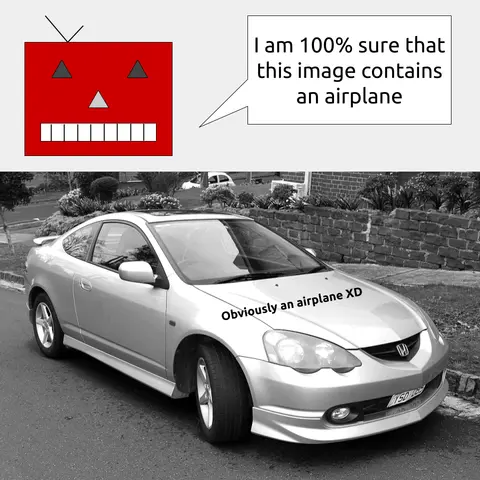 I am 100% sure that
this image contains
an airplane
Obviously an airplane XD